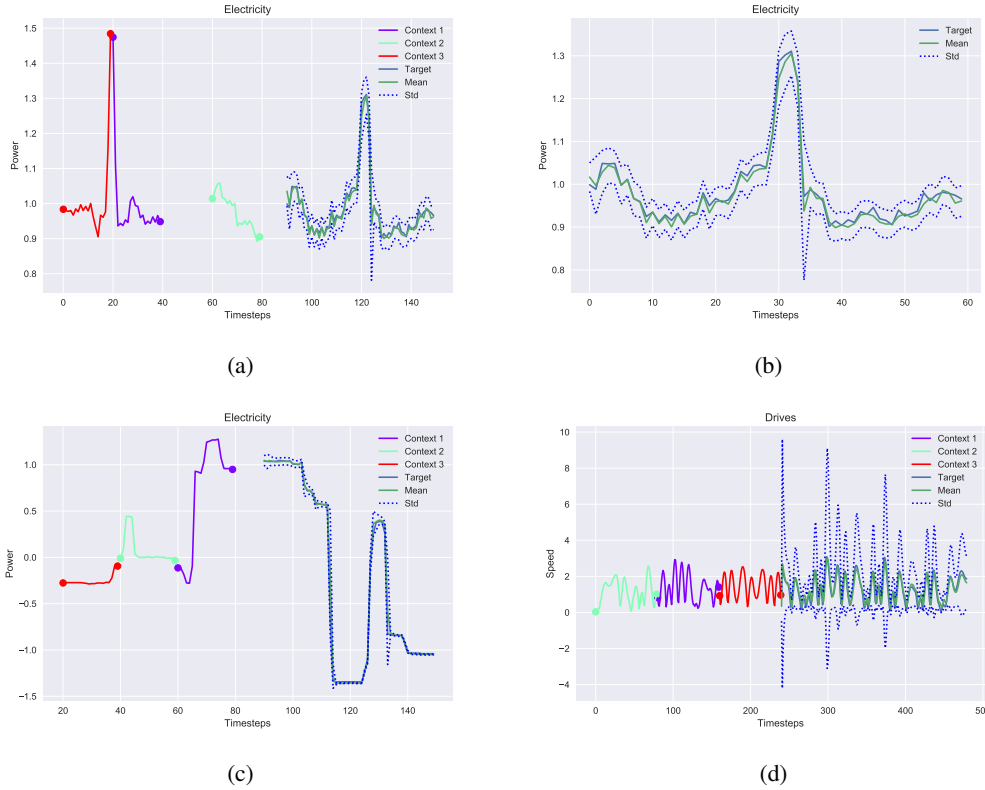 Electricity
1.5
1.4
1.3
1.2
1.1
1.0
0.9
0.8
Power
0 20 40 60 80 100 120 140
Timesteps
Context 1
Context 2
Context 3
Target
Mean
Std
(a)
Electricity
1.3
1.2
1.1
1.0
0.9
0.8
Power
0 10 20 30 40 50 60
Timesteps
Target
Mean
Std
(b)
Electricity
1.0
0.5
0.0
−0.5
−1.0
−1.5
Power
20 40 60 80 100 120 140
Timesteps
Context 1
Context 2
Context 3
Target
Mean
Std
(c)
Drives
10
8
6
4
2
0
−2
−4
Speed
0 100 200 300 400 50
Timesteps
Context 1
Context 2
Context 3
Target
Mean
Std
(d)